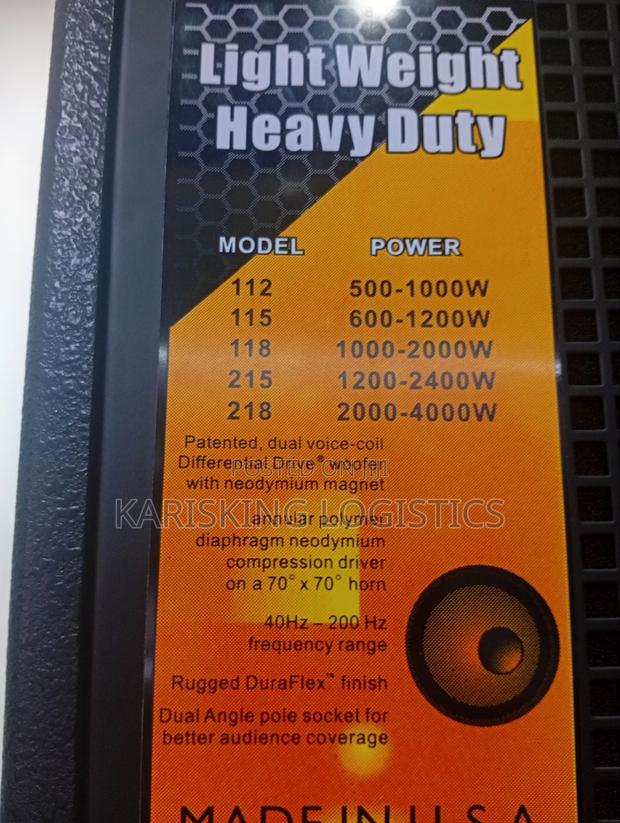 Light Weight
Heavy Duty
MODEL POWER
112 500-1000W
115 600-1200W
118 1000-2000W
215 1200-2400W
218 2000-4000W
Patented, dual voice-coil
Differential Drive® woofer
with neodymium magnet
POSTED ON JIJI
KARISKING LOGISTICS
annular polymer
diaphragm neodymium
compression driver
on a 70° x 70° horn
40Hz – 200 Hz
frequency range
Rugged DuraFlex™ finish
Dual Angle pole socket for
better audience coverage
MADE IN U.S.A